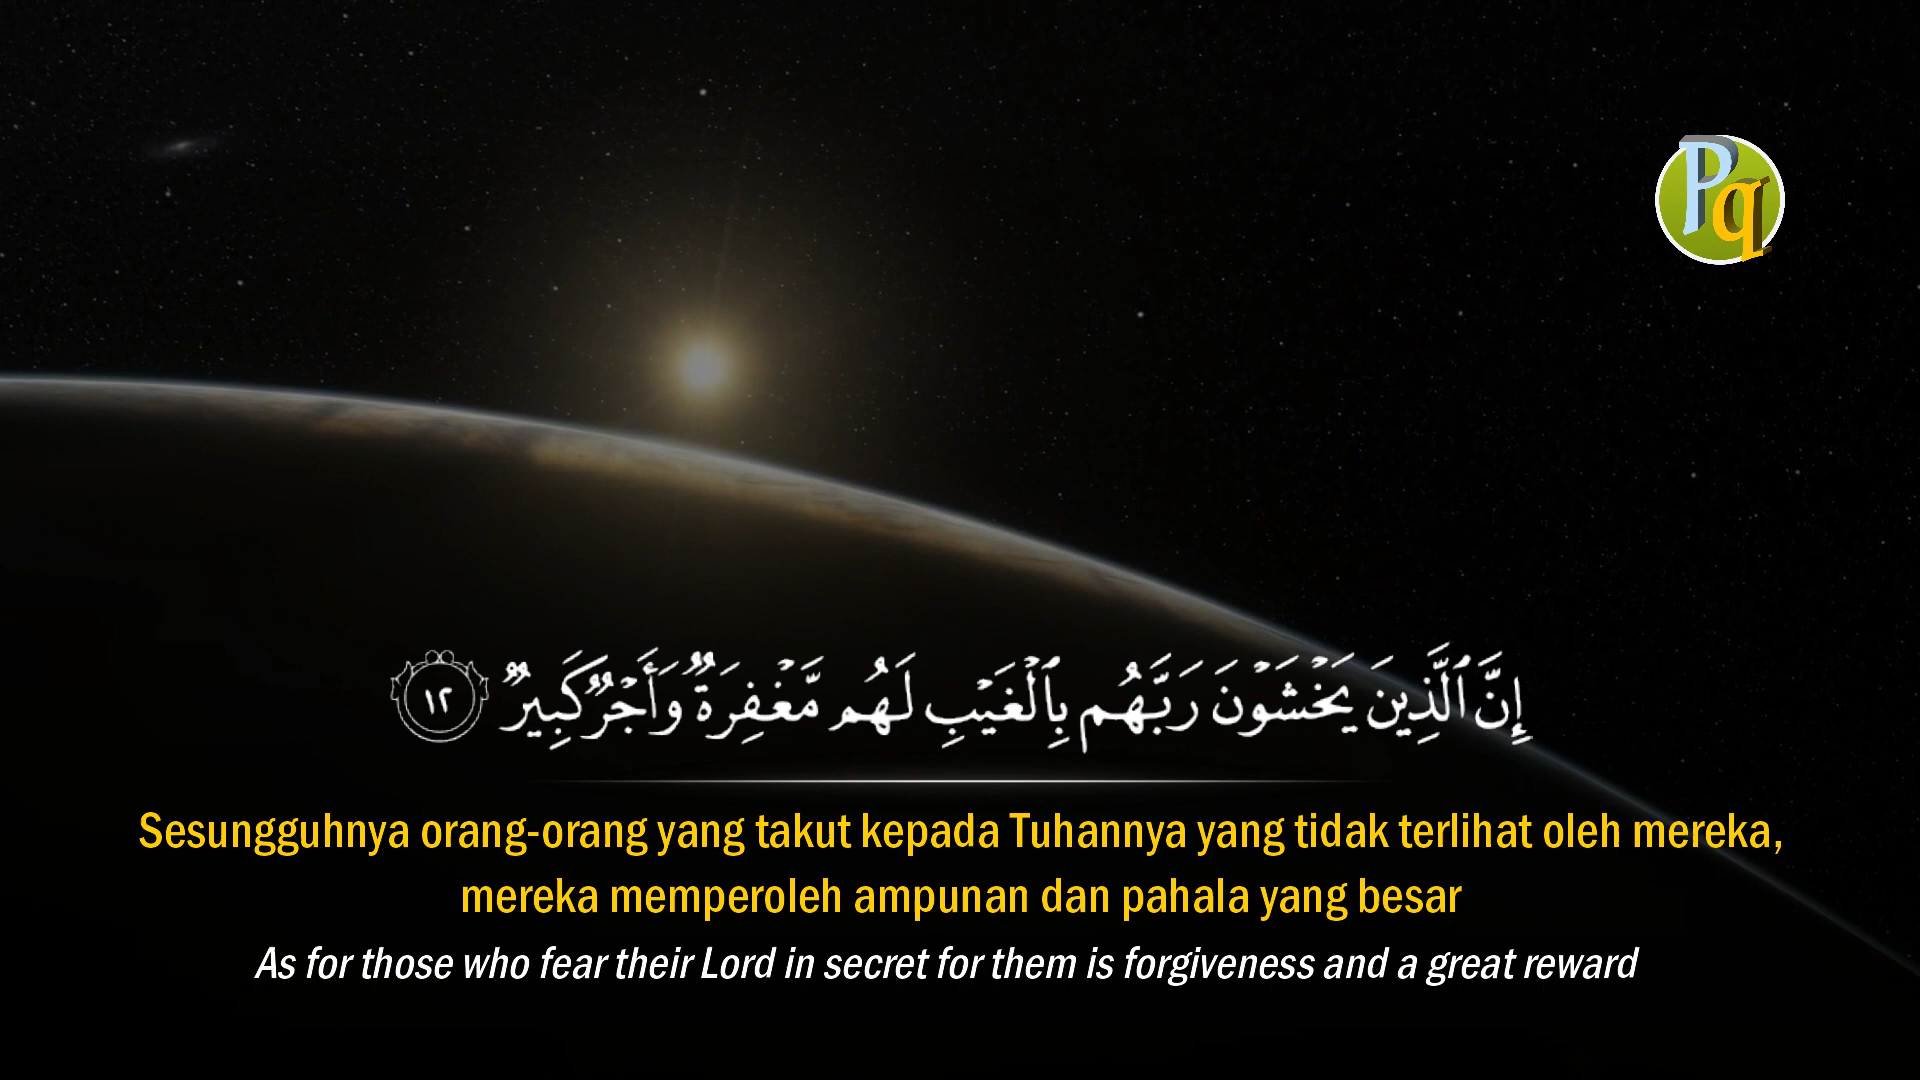 Pq
إِنَّ ٱلَّذِينَ يَخْشَوْنَ رَبَّهُم بِٱلْغَيْبِ لَهُم مَّغْفِرَةٌ وَأَجْرٌ كَبِيرٌ ١٢
Sesungguhnya orang-orang yang takut kepada Tuhannya yang tidak terlihat oleh mereka,
mereka memperoleh ampunan dan pahala yang besar
As for those who fear their Lord in secret for them is forgiveness and a great reward